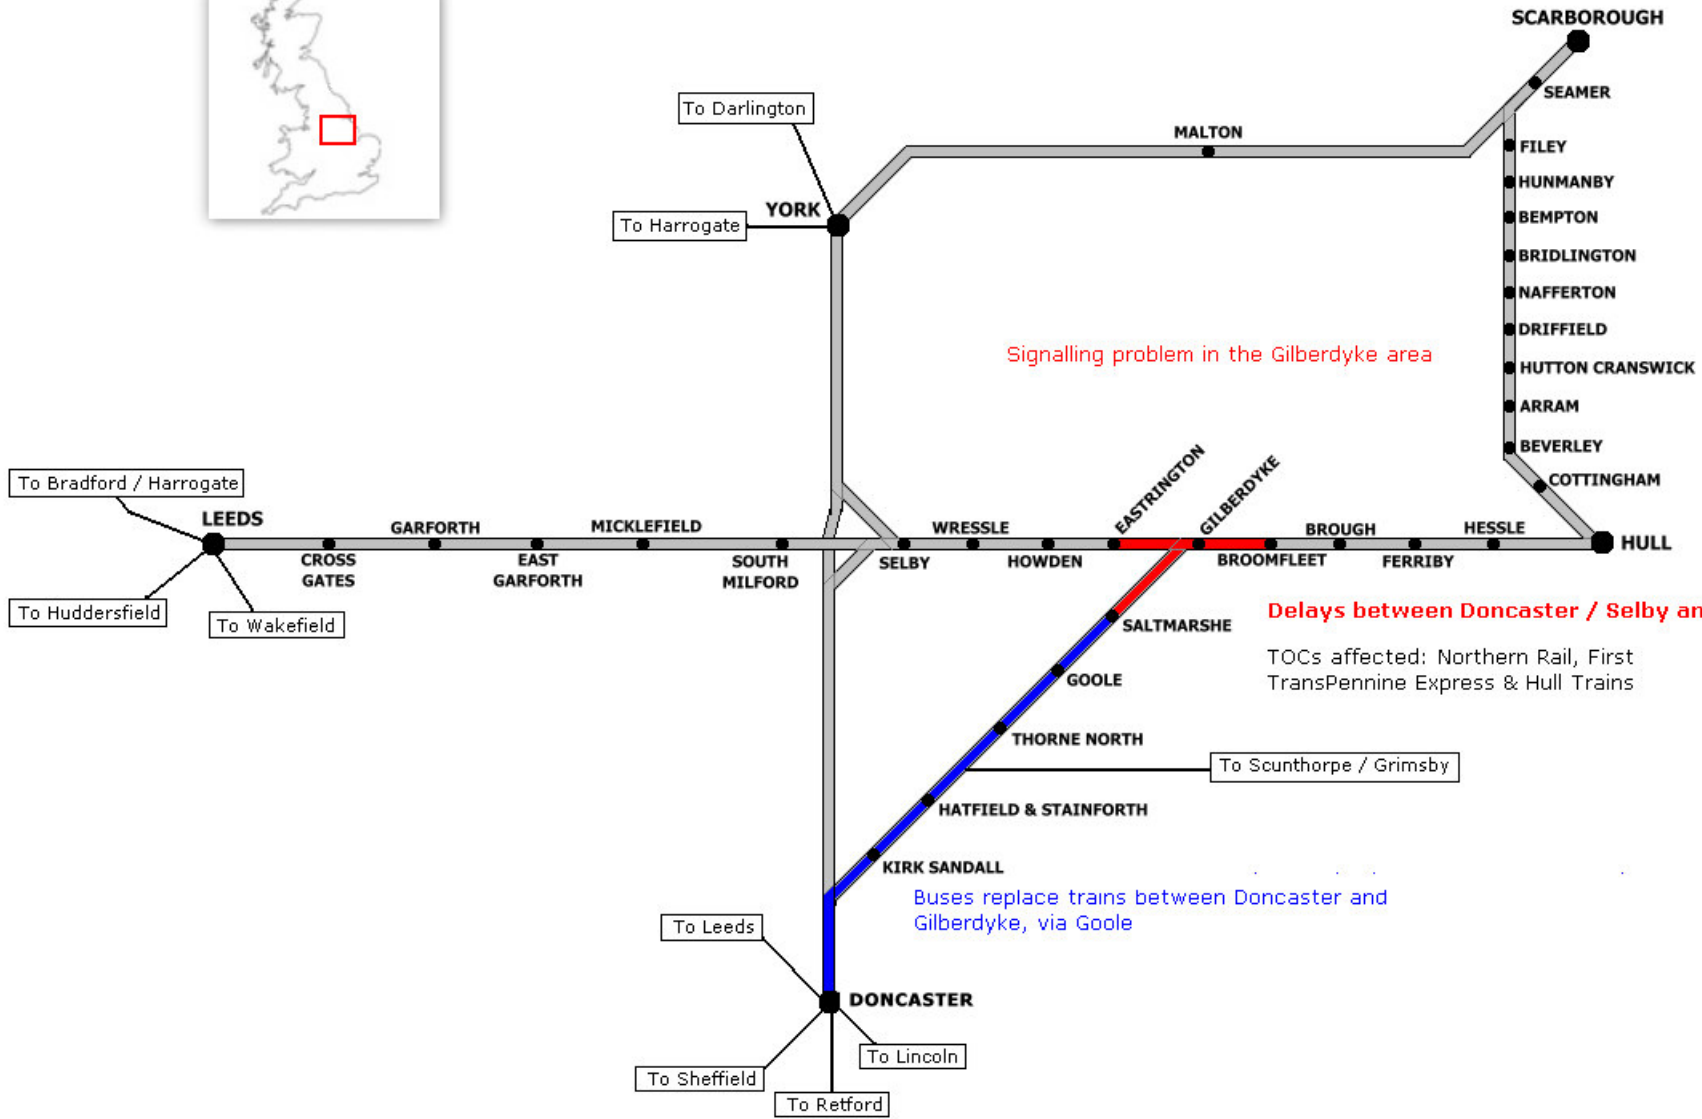 SCARBOROUGH
SEAMER
To Darlington
MALTON
FILEY
HUNMANBY
YORK
To Harrogate
BEMPTON
BRIDLINGTON
NAFFERTON
DRIFFIELD
Signalling problem in the Gilberdyke area
HUTTON CRANSWICK
ARRAM
BEVERLEY
COTTINGHAM
To Bradford / Harrogate
EASTRINGTON
GILBERDYKE
LEEDS
GARFORTH
MICKLEFIELD
WRESSLE
BROUGH
HESSLE
HULL
CROSS
GATES
EAST
GARFORTH
SOUTH
MILFORD
SELBY
HOWDEN
BROOMFLEET
FERRIBY
To Huddersfield
To Wakefield
SALTMARSHE
Delays between Doncaster / Selby an
TOCs affected: Northern Rail, First
TransPennine Express & Hull Trains
GOOLE
THORNE NORTH
To Scunthorpe / Grimsby
HATFIELD & STAINFORTH
KIRK SANDALL
Buses replace trains between Doncaster and
Gilberdyke, via Goole
To Leeds
DONCASTER
To Lincoln
To Sheffield
To Retford